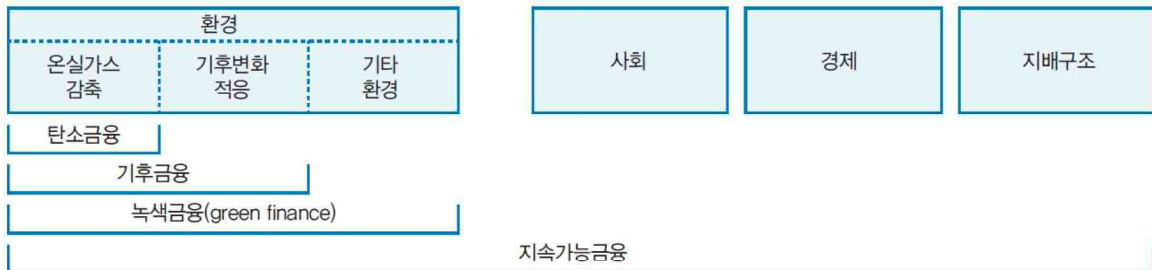 환경
온실가스
감축
기후변화
적응
기타
환경
사회
경제
지배구조
탄소금융
기후금융
녹색금융(green finance)
지속가능금융